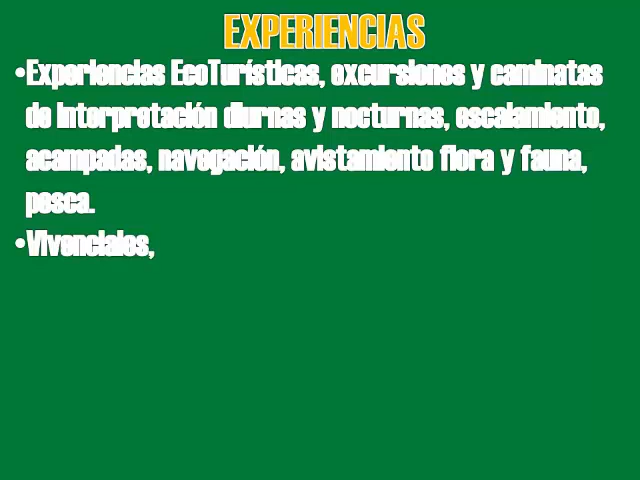 EXPERIENCIAS
•Experiencias EcoTurísticas, excursiones y caminatas
de interpretación diurnas y nocturnas, escalamiento,
acampadas, navegación, avistamiento flora y fauna,
pesca.
•Vivenciales,